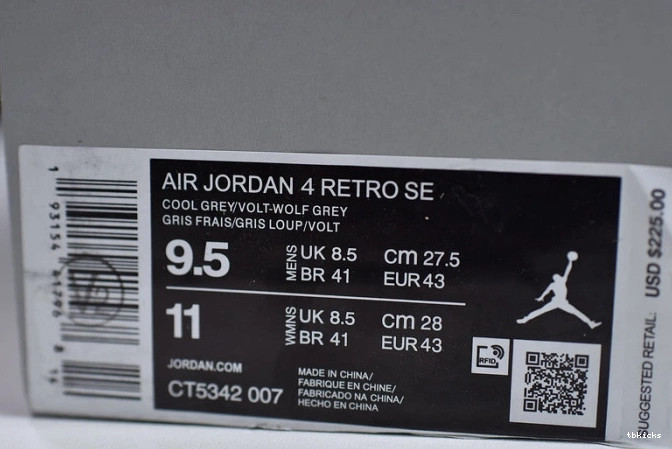 AIR JORDAN 4 RETRO SE
COOL GREY/VOLT-WOLF GREY
GRIS FRAIS/GRIS LOUP/VOLT
9.5
MENS
UK 8.5
cm 27.5
BR 41
EUR 43
11
WMNS
UK 8.5
cm 28
BR 41
EUR 43
JORDAN.COM
CT5342 007
MADE IN CHINA/
FABRIQUE EN CHINE/
FABRICADO NA CHINA/
HECHO EN CHINA
RFID
SUGGESTED RETAIL: USD $225.00
tbkicks